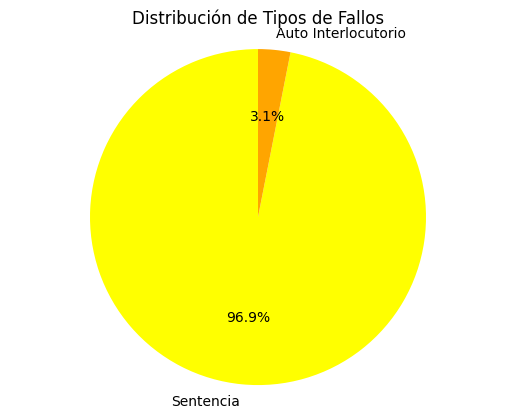 Distribución de Tipos de Fallos
Auto Interlocutorio
3.1%
96.9%
Sentencia